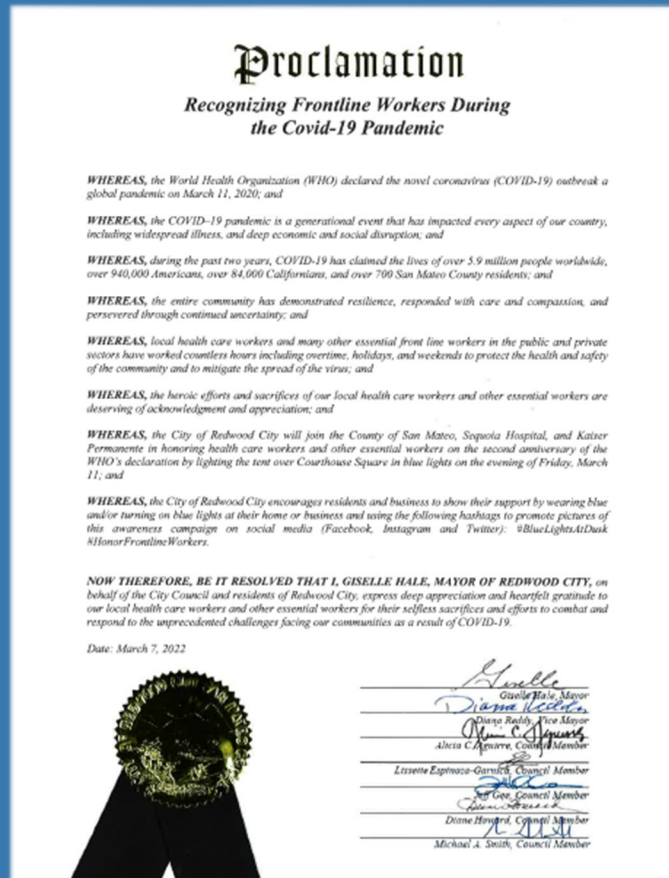 Proclamation
Recognizing Frontline Workers During
the Covid-19 Pandemic
WHEREAS, the World Health Organization (WHO) declared the novel coronavirus (COVID-19) outbreak a
global pandemic on March 11, 2020; and
WHEREAS, the COVID–19 pandemic is a generational event that has impacted every aspect of our country,
including widespread illness, and deep economic and social disruption; and
WHEREAS, during the past two years, COVID-19 has claimed the lives of over 5.9 million people worldwide,
over 940,000 Americans, over 84,000 Californians, and over 700 San Mateo County residents; and
WHEREAS, the entire community has demonstrated resilience, responded with care and compassion, and
persevered through continued uncertainty; and
WHEREAS, local health care workers and many other essential front line workers in the public and private
sectors have worked countless hours including overtime, holidays, and weekends to protect the health and safety
of the community and to mitigate the spread of the virus; and
WHEREAS, the heroic efforts and sacrifices of our local health care workers and other essential workers are
deserving of acknowledgment and appreciation; and
WHEREAS, the City of Redwood City will join the County of San Mateo, Sequoia Hospital, and Kaiser
Permanente in honoring health care workers and other essential workers on the second anniversary of the
WHO's declaration by lighting the tent over Courthouse Square in blue lights on the evening of Friday, March
11; and
WHEREAS, the City of Redwood City encourages residents and business to show their support by wearing blue
and/or turning on blue lights at their home or business and using the following hashtags to promote pictures of
this awareness campaign on social media (Facebook, Instagram and Twitter): #BlueLightsAtDusk
#HonorFrontlineWorkers.
NOW THEREFORE, BE IT RESOLVED THAT I, GISELLE HALE, MAYOR OF REDWOOD CITY, on
behalf of the City Council and residents of Redwood City, express deep appreciation and heartfelt gratitude to
our local health care workers and other essential workers for their selfless sacrifices and efforts to combat and
respond to the unprecedented challenges facing our communities as a result of COVID-19.
Date: March 7, 2022
Giselle
Giselle Hale, Mayor
Diana Reddy
Diana Reddy, Vice Mayor
Alicia C. Aguirre, Council Member
Lissette Espinoza-Garnica, Council Member
Gee, Council Member
Diane Howard, Council Member
Michael A. Smith, Council Member